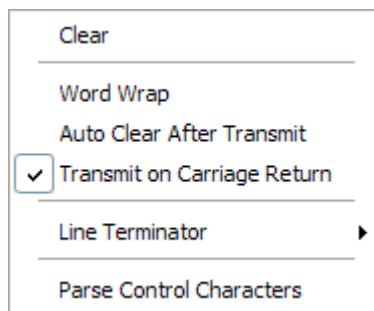 Clear
Word Wrap
Auto Clear After Transmit
Transmit on Carriage Return
Line Terminator
Parse Control Characters